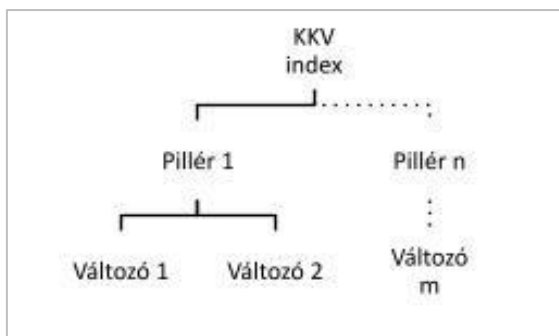 KKV
index
Pillér 1
Pillér n
Változó 1
Változó 2
Változó
m